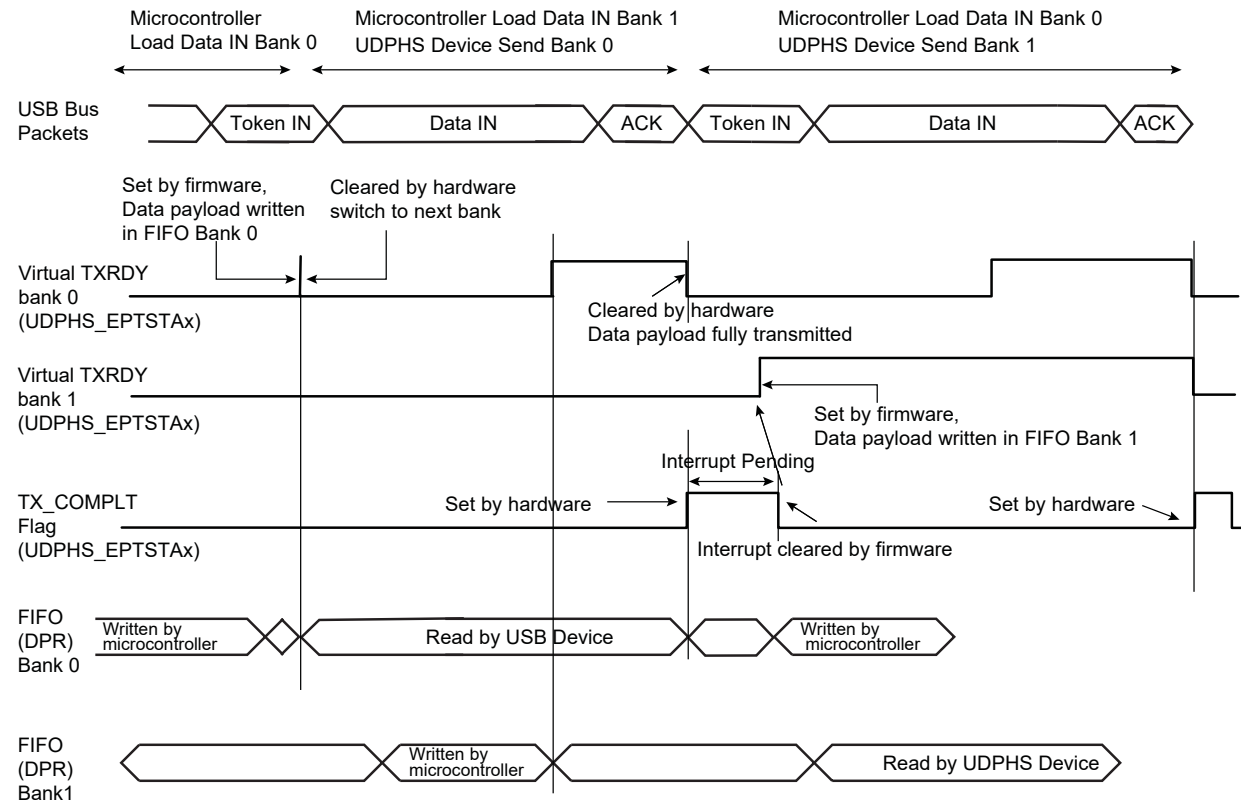 Microcontroller
Load Data IN Bank 0
Microcontroller Load Data IN Bank 1
UDPHS Device Send Bank 0
Microcontroller Load Data IN Bank 0
UDPHS Device Send Bank 1
USB Bus
Packets
Token IN
Data IN
ACK
Token IN
Data IN
ACK
Set by firmware,
Data payload written
in FIFO Bank 0
Cleared by hardware
switch to next bank
Virtual TXRDY
bank 0
(UDPHS_EPTSTAx)
Cleared by hardware
Data payload fully transmitted
Virtual TXRDY
bank 1
(UDPHS_EPTSTAx)
Set by firmware,
Data payload written in FIFO Bank 1
Interrupt Pending
TX_COMPLT
Flag
(UDPHS_EPTSTAx)
Set by hardware
Set by hardware
Interrupt cleared by firmware
FIFO
(DPR)
Bank 0
Written by
microcontroller
Read by USB Device
Written by
microcontroller
FIFO
(DPR)
Bank1
Written by
microcontroller
Read by UDPHS Device